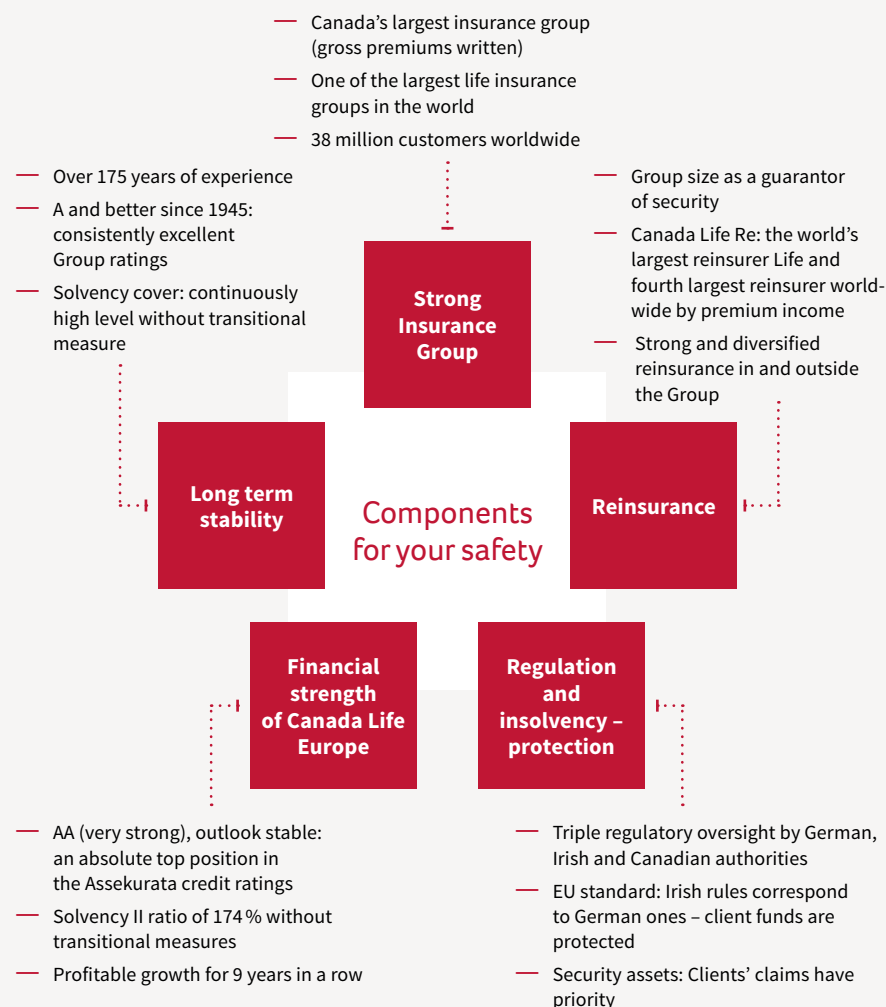 — Canada’s largest insurance group
(gross premiums written)
— One of the largest life insurance
groups in the world
— 38 million customers worldwide
— Over 175 years of experience
— A and better since 1945:
consistently excellent
Group ratings
— Solvency cover: continuously
high level without transitional
measure
— Group size as a guarantor
of security
— Canada Life Re: the world’s
largest reinsurer Life and
fourth largest reinsurer world-
wide by premium income
— Strong and diversified
reinsurance in and outside
the Group
Strong
Insurance
Group
Long term
stability
Components
for your safety
Reinsurance
Financial
strength
of Canada Life
Europe
Regulation
and
insolvency –
protection
— AA (very strong), outlook stable:
an absolute top position in
the Assekurata credit ratings
— Solvency II ratio of 174 % without
transitional measures
— Profitable growth for 9 years in a row
— Triple regulatory oversight by German,
Irish and Canadian authorities
— EU standard: Irish rules correspond
to German ones – client funds are
protected
— Security assets: Clients’ claims have
priority